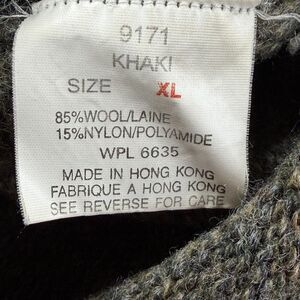 9171
KHAKI
SIZE XL
85%WOOL/LAINE
15%NYLON/POLYAMIDE
WPL 6635
MADE IN HONG KONG
FABRIQUE A HONG KONG
SEE REVERSE FOR CARE